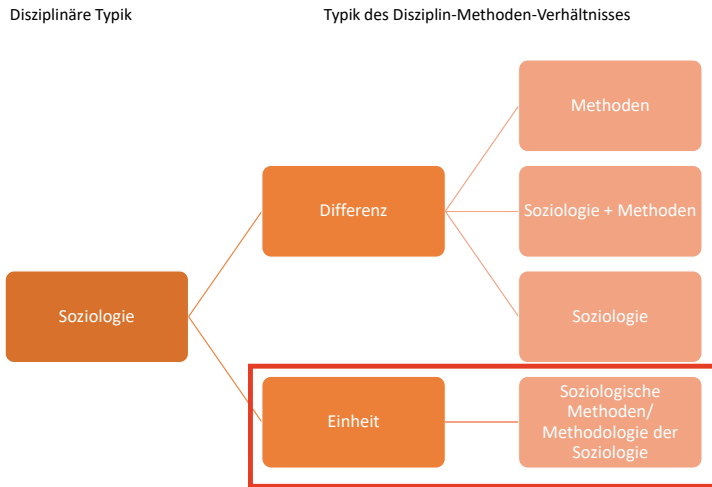 Disziplinäre Typik
Typik des Disziplin-Methoden-Verhältnisses
Methoden
Differenz
Soziologie + Methoden
Soziologie
Soziologie
Einheit
Soziologische
Methoden/
Methodologie der
Soziologie